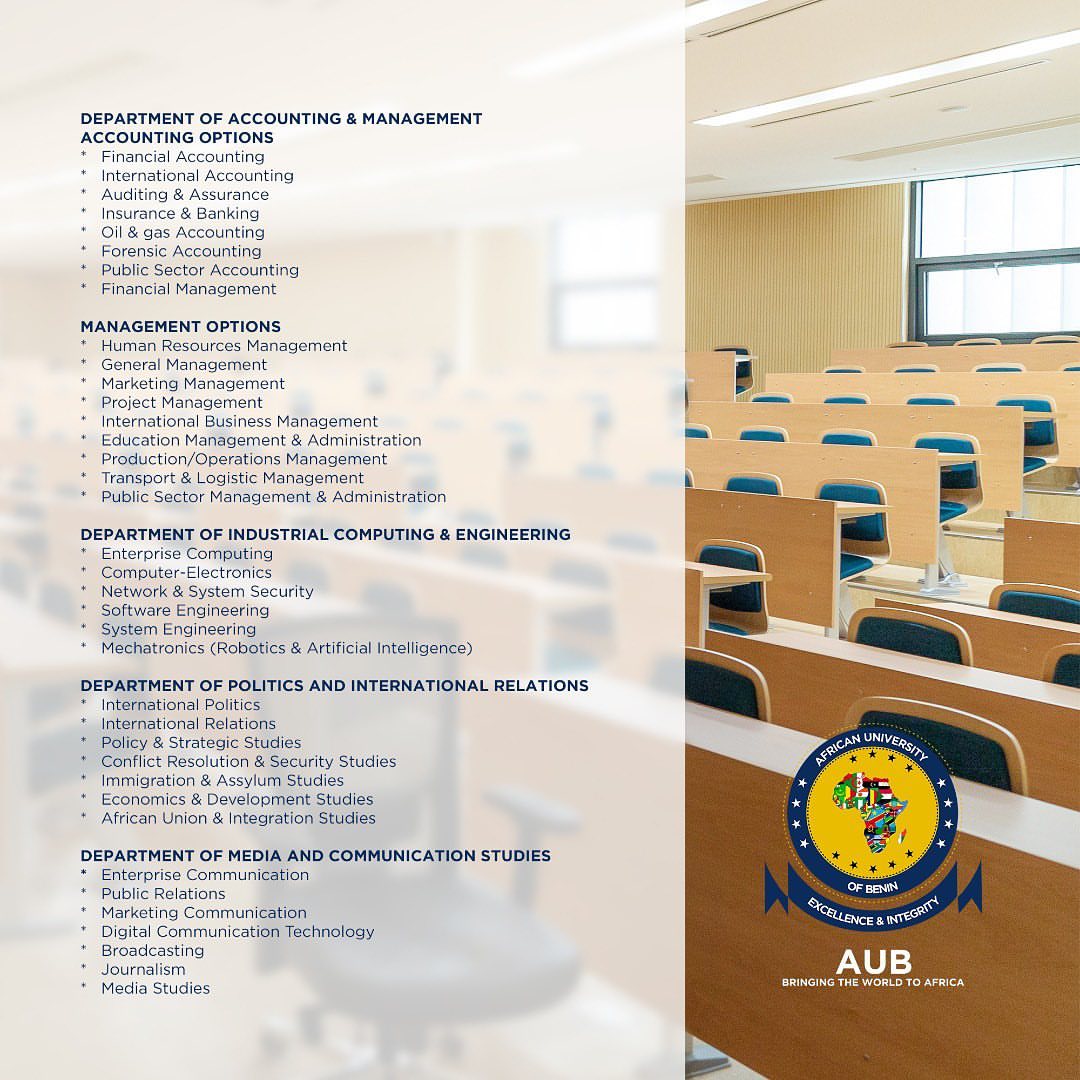 DEPARTMENT OF ACCOUNTING & MANAGEMENT
ACCOUNTING OPTIONS
* Financial Accounting
* International Accounting
* Auditing & Assurance
* Insurance & Banking
* Oil & gas Accounting
* Forensic Accounting
* Public Sector Accounting
* Financial Management
MANAGEMENT OPTIONS
* Human Resources Management
* General Management
* Marketing Management
* Project Management
* International Business Management
* Education Management & Administration
* Production/Operations Management
* Transport & Logistic Management
* Public Sector Management & Administration
DEPARTMENT OF INDUSTRIAL COMPUTING & ENGINEERING
* Enterprise Computing
* Computer-Electronics
* Network & System Security
* Software Engineering
* System Engineering
* Mechatronics (Robotics & Artificial Intelligence)
DEPARTMENT OF POLITICS AND INTERNATIONAL RELATIONS
* International Politics
* International Relations
* Policy & Strategic Studies
* Conflict Resolution & Security Studies
* Immigration & Assylum Studies
* Economics & Development Studies
* African Union & Integration Studies
DEPARTMENT OF MEDIA AND COMMUNICATION STUDIES
* Enterprise Communication
* Public Relations
* Marketing Communication
* Digital Communication Technology
* Broadcasting
* Journalism
* Media Studies
AFRICAN UNIVERSITY
OF BENIN
EXCELLENCE & INTEGRITY
AUB
BRINGING THE WORLD TO AFRICA